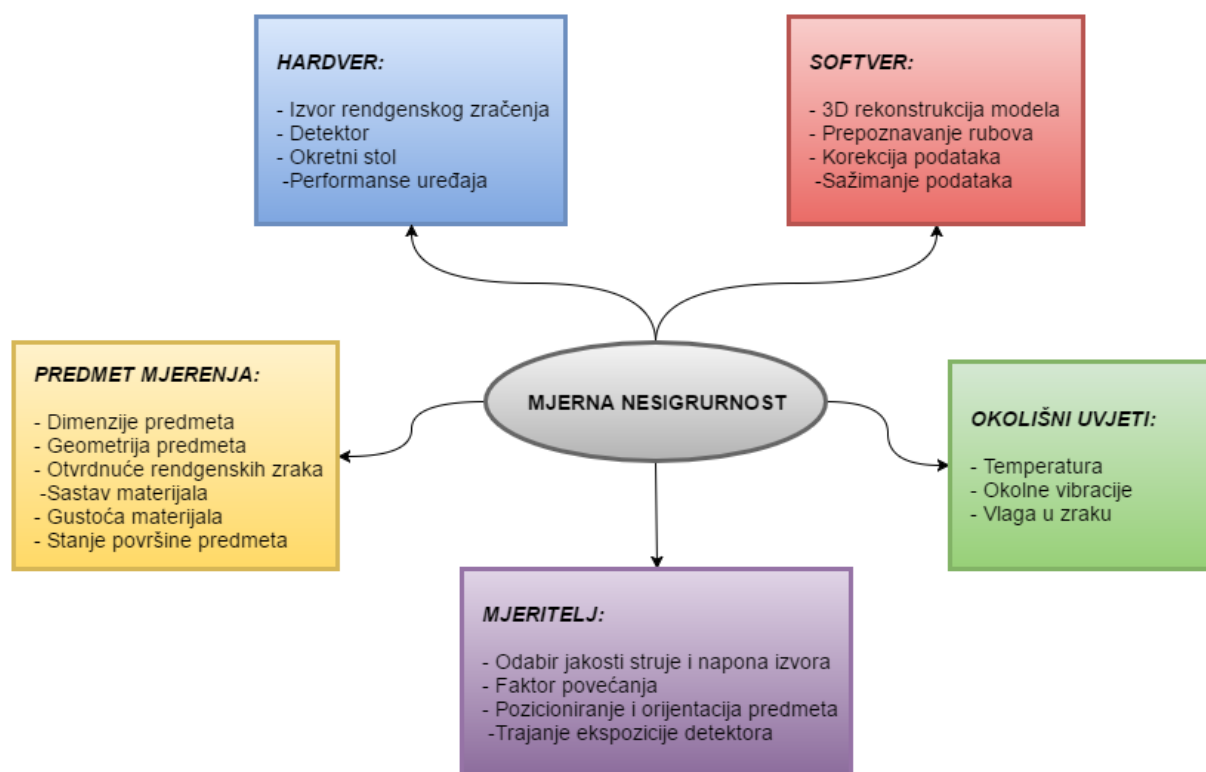 HARDVER:
- Izvor rendgenskog zračenja
- Detektor
- Okretni stol
-Performanse uređaja
SOFTVER:
- 3D rekonstrukcija modela
- Prepoznavanje rubova
- Korekcija podataka
-Sažimanje podataka
PREDMET MJERENJA:
- Dimenzije predmeta
- Geometrija predmeta
- Otvrdnuće rendgenskih zraka
-Sastav materijala
- Gustoća materijala
- Stanje površine predmeta
MJERNA NESIGRURNOST
OKOLIŠNI UVJETI:
- Temperatura
- Okolne vibracije
- Vlaga u zraku
MJERITELJ:
- Odabir jakosti struje i napona izvora
- Faktor povećanja
- Pozicioniranje i orijentacija predmeta
-Trajanje ekspozicije detektora